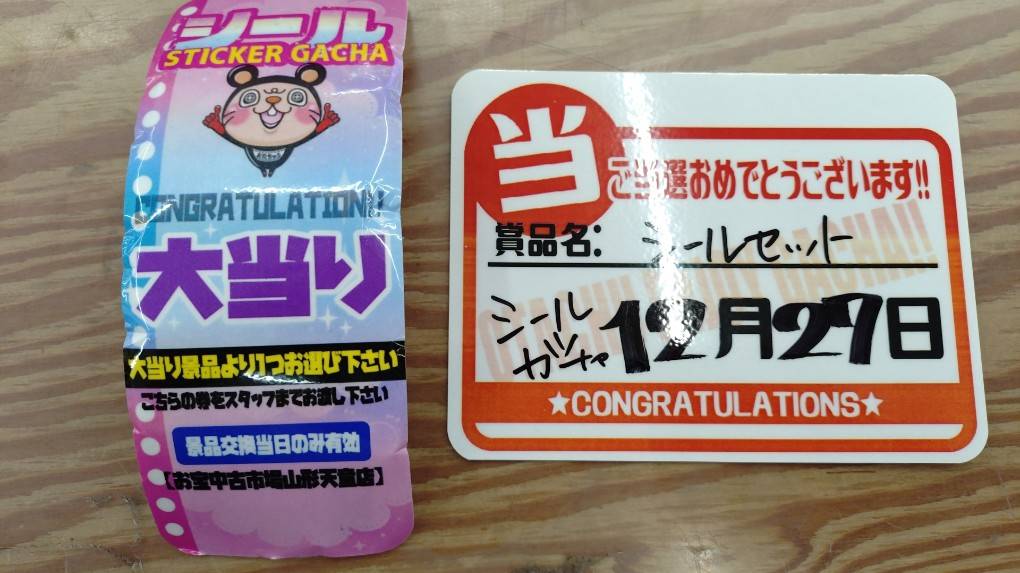 シール
STICKER GACHA
CONGRATULATION!!
大当り
大当り景品より1つお選び下さい
こちらの券をスタッフまでお渡し下さい
景品交換当日のみ有効
【お宝中古市場山形天童店】
当
ご当選おめでとうございます!!
賞品名: シールセット
シール
ガチャ
12月27日
★CONGRATULATIONS★